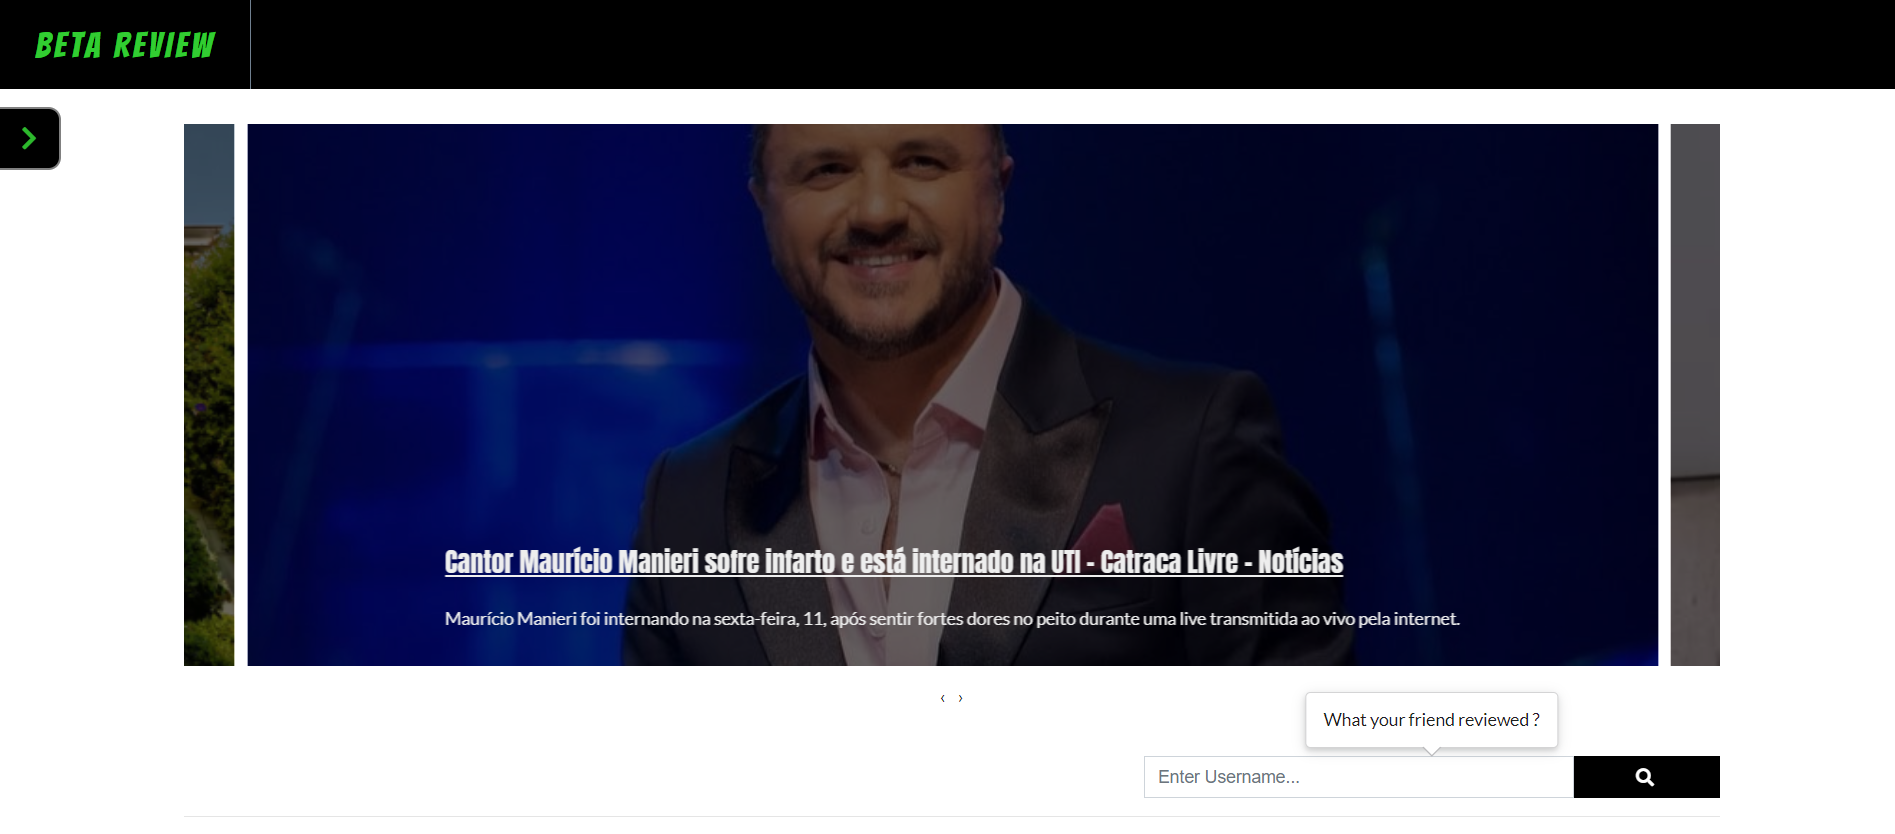 BETA REVIEW
Cantor Maurício Manieri sofre infarto e está internado na UTI - Catraca Livre - Notícias
Maurício Manieri foi internando na sexta-feira, 11, após sentir fortes dores no peito durante uma live transmitida ao vivo pela internet.
‹ ›
What your friend reviewed ?
Enter Username...